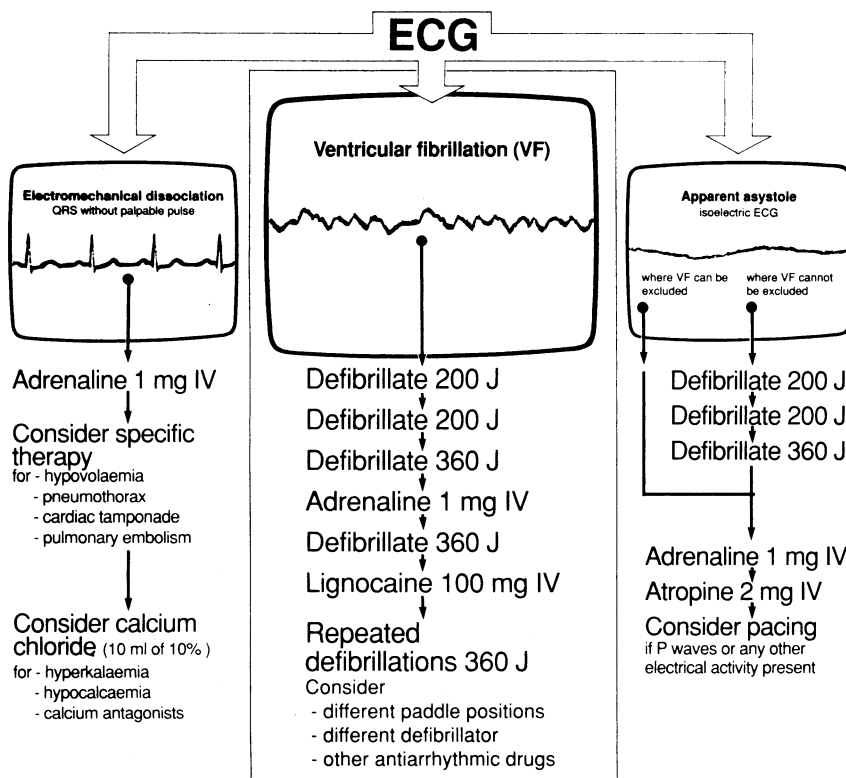 ECG
Electromechanical dissociation
QRS without palpable pulse
Adrenaline 1 mg IV
Consider specific
therapy
for - hypovolaemia
- pneumothorax
- cardiac tamponade
- pulmonary embolism
Consider calcium
chloride (10 ml of 10%)
for - hyperkalaemia
- hypocalcaemia
- calcium antagonists
Ventricular fibrillation (VF)
Defibrillate 200 J
Defibrillate 200 J
Defibrillate 360 J
Adrenaline 1 mg IV
Defibrillate 360 J
Lignocaine 100 mg IV
Repeated
defibrillations 360 J
Consider
- different paddle positions
- different defibrillator
- other antiarrhythmic drugs
Apparent asystole
isoelectric ECG
where VF can be
excluded
where VF cannot
be excluded
Defibrillate 200 J
Defibrillate 200 J
Defibrillate 360 J
Adrenaline 1 mg IV
Atropine 2 mg IV
Consider pacing
if P waves or any other
electrical activity present